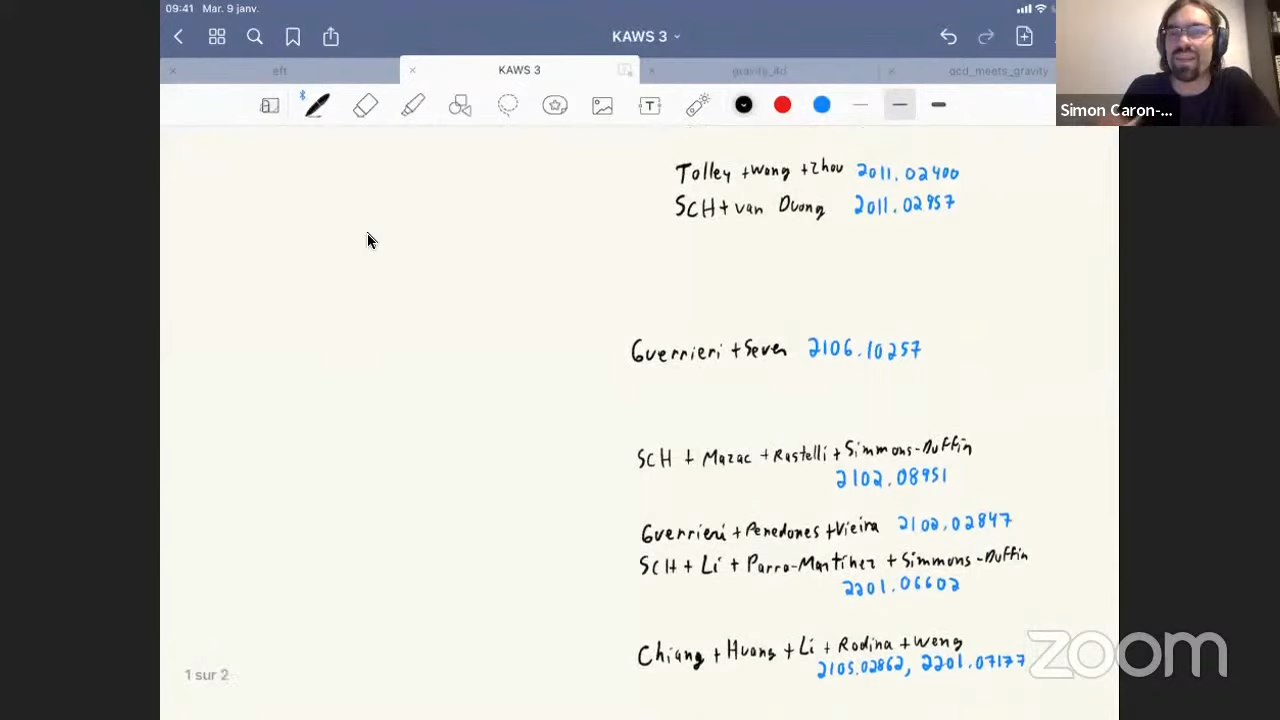 09:41 Mar. 9 janv.
KAWS 3
eft
KAWS 3
gravity_4d
qcd_meets_gravity
T
Simon Caron-...
Tolley + Wang + Zhou 2011.02400
SCH + van Duong 2011.02957
Guerrieri + Sever 2106.10257
SCH + Mazac + Rastelli + Simmons-Duffin
2102.08951
Guerrieri + Penedones + Vieira 2102.02847
SCH + Li + Parra-Martinez + Simmons-Duffin
2201.06602
Chiang + Huang + Li + Rodina + Weng
2105.02862, 2201.07177
1 sur 2
zoom